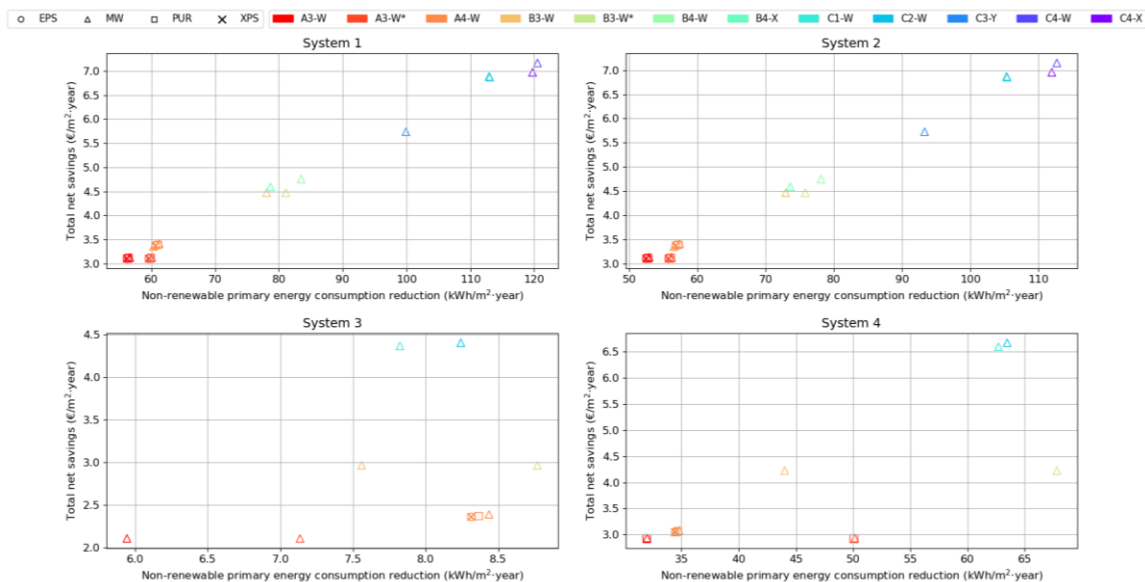 EPS MW PUR XPS A3-W A3-W* A4-W B3-W B3-W* B4-W B4-X C1-W C2-W C3-Y C4-W C4-X
System 1
Total net savings (€/m²·year)
7.0
6.5
6.0
5.5
5.0
4.5
4.0
3.5
3.0
60 70 80 90 100 110 120
Non-renewable primary energy consumption reduction (kWh/m²·year)
System 2
Total net savings (€/m²·year)
7.0
6.5
6.0
5.5
5.0
4.5
4.0
3.5
3.0
50 60 70 80 90 100 110
Non-renewable primary energy consumption reduction (kWh/m²·year)
System 3
Total net savings (€/m²·year)
4.5
4.0
3.5
3.0
2.5
2.0
6.0 6.5 7.0 7.5 8.0 8.5
Non-renewable primary energy consumption reduction (kWh/m²·year)
System 4
Total net savings (€/m²·year)
6.5
6.0
5.5
5.0
4.5
4.0
3.5
3.0
35 40 45 50 55 60 65
Non-renewable primary energy consumption reduction (kWh/m²·year)